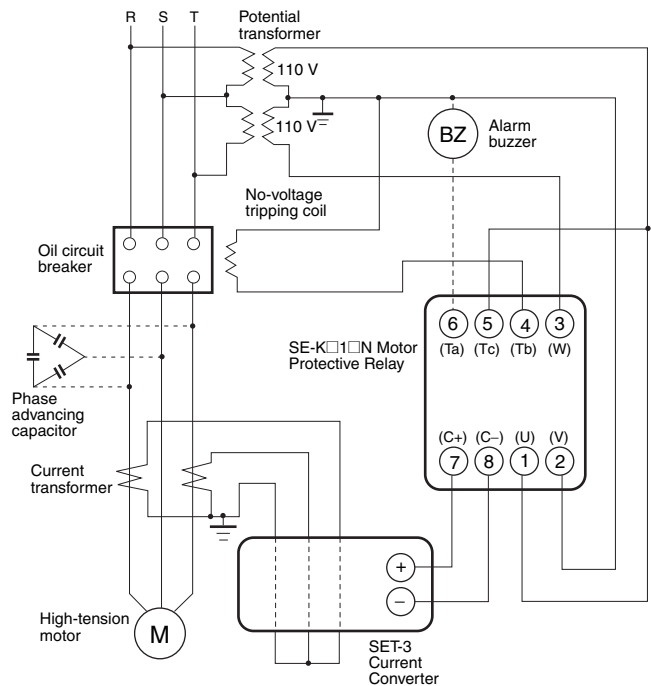 R S T
Potential
transformer
110 V
110 V
BZ
Alarm
buzzer
No-voltage
tripping coil
Oil circuit
breaker
6 5 4 3
(Ta) (Tc) (Tb) (W)
SE-K□1□N Motor
Protective Relay
Phase
advancing
capacitor
(C+) (C−) (U) (V)
7 8 1 2
Current
transformer
+
−
High-tension
motor
M
SET-3
Current
Converter